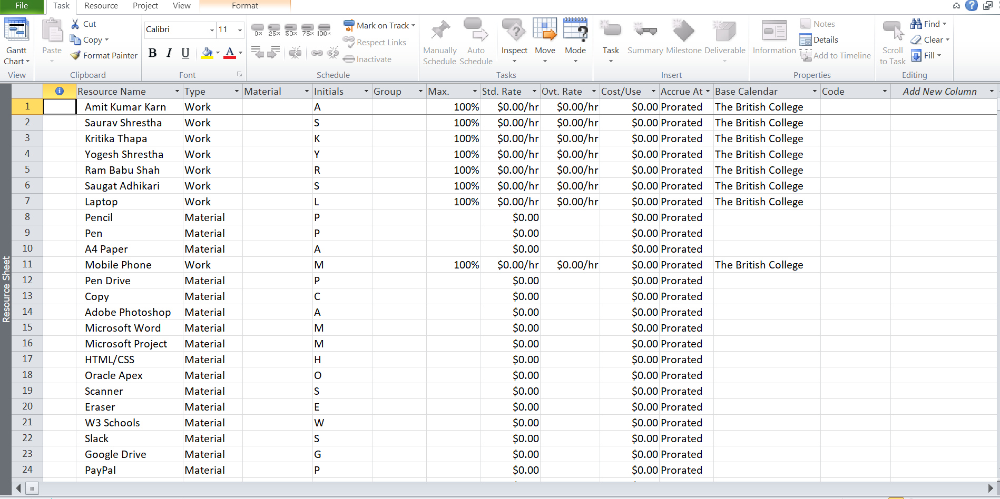 File Task Resource Project View Format
Cut
Copy
Format Painter
Paste
Gantt Chart
View
Clipboard
Calibri 11
B I U A
Font
0% 25% 50% 75% 100%
Mark on Track
Respect Links
Inactivate
Schedule
Manually Schedule
Auto Schedule
Inspect
Move
Mode
Tasks
Task
Summary
Milestone
Deliverable
Insert
Information
Notes
Details
Add to Timeline
Properties
Scroll to Task
Find
Clear
Fill
Editing
Resource Name Type Material Initials Group Max. Std. Rate Ovt. Rate Cost/Use Accrue At Base Calendar Code Add New Column
1 Amit Kumar Karn Work A 100% $0.00/hr $0.00/hr $0.00 Prorated The British College
2 Saurav Shrestha Work S 100% $0.00/hr $0.00/hr $0.00 Prorated The British College
3 Kritika Thapa Work K 100% $0.00/hr $0.00/hr $0.00 Prorated The British College
4 Yogesh Shrestha Work Y 100% $0.00/hr $0.00/hr $0.00 Prorated The British College
5 Ram Babu Shah Work R 100% $0.00/hr $0.00/hr $0.00 Prorated The British College
6 Saugat Adhikari Work S 100% $0.00/hr $0.00/hr $0.00 Prorated The British College
7 Laptop Work L 100% $0.00/hr $0.00/hr $0.00 Prorated The British College
8 Pencil Material P $0.00 $0.00 Prorated
9 Pen Material P $0.00 $0.00 Prorated
10 A4 Paper Material A $0.00 $0.00 Prorated
11 Mobile Phone Work M 100% $0.00/hr $0.00/hr $0.00 Prorated The British College
12 Pen Drive Material P $0.00 $0.00 Prorated
13 Copy Material C $0.00 $0.00 Prorated
14 Adobe Photoshop Material A $0.00 $0.00 Prorated
15 Microsoft Word Material M $0.00 $0.00 Prorated
16 Microsoft Project Material M $0.00 $0.00 Prorated
17 HTML/CSS Material H $0.00 $0.00 Prorated
18 Oracle Apex Material O $0.00 $0.00 Prorated
19 Scanner Material S $0.00 $0.00 Prorated
20 Eraser Material E $0.00 $0.00 Prorated
21 W3 Schools Material W $0.00 $0.00 Prorated
22 Slack Material S $0.00 $0.00 Prorated
23 Google Drive Material G $0.00 $0.00 Prorated
24 PayPal Material P $0.00 $0.00 Prorated
Resource Sheet